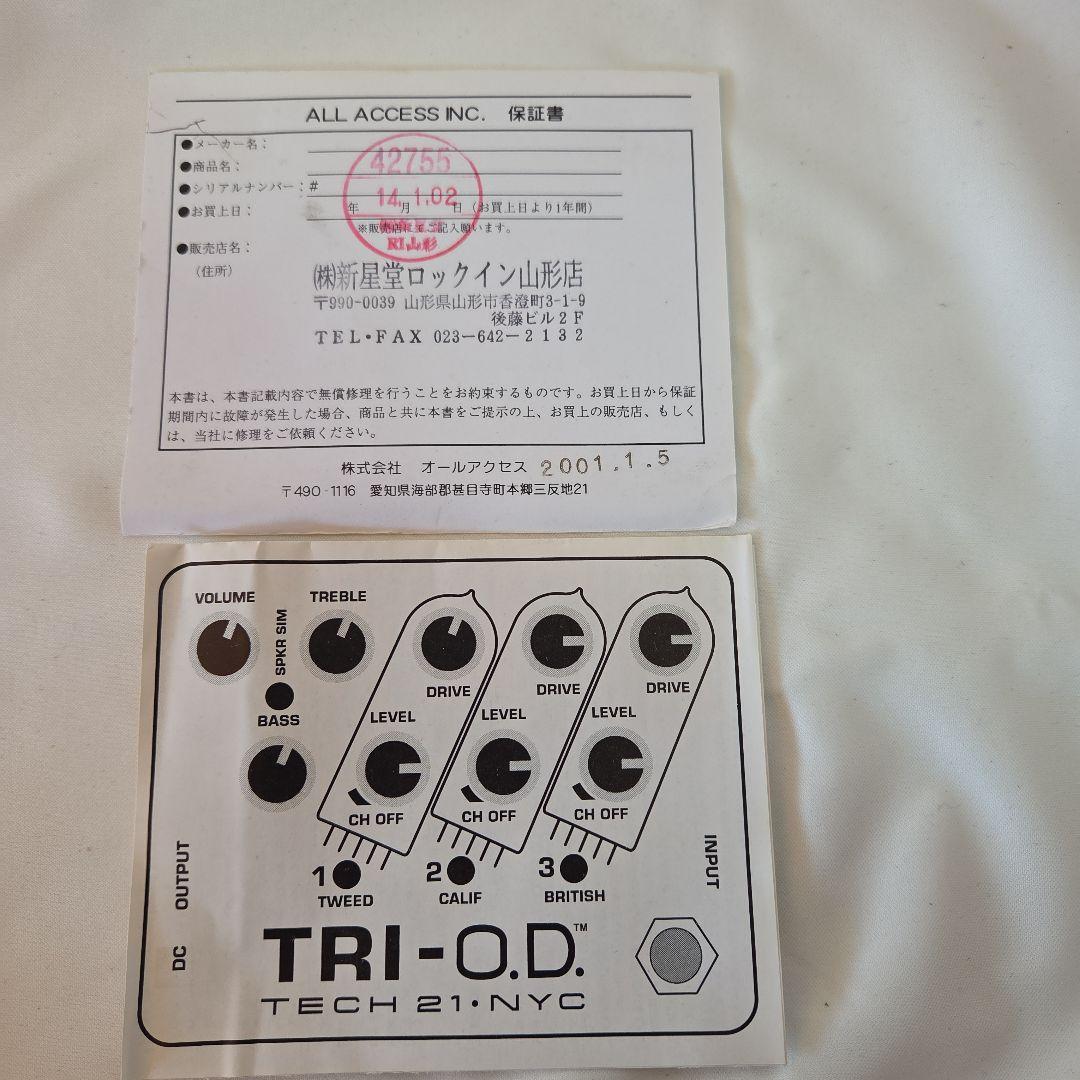 ALL ACCESS INC. 保証書
●メーカー名：
●商品名：
●シリアルナンバー：#
●お買上日： 年 月 日（お買上日より1年間）
※販売店にてご記入願います。
42755
14.1.02
RI山形
●販売店名：
（住所）
㈱新星堂ロックイン山形店
〒990-0039 山形県山形市香澄町3-1-9
後藤ビル2F
TEL・FAX 023-642-2132
本書は、本書記載内容で無償修理を行うことをお約束するものです。お買上日から保証
期間内に故障が発生した場合、商品と共に本書をご提示の上、お買上の販売店、もしく
は、当社に修理をご依頼ください。
株式会社 オールアクセス 2001.1.5
〒490-1116 愛知県海部郡甚目寺町本郷三反地21
VOLUME
SPKR SIM
TREBLE
BASS
DRIVE
DRIVE
DRIVE
LEVEL
LEVEL
LEVEL
CH OFF
CH OFF
CH OFF
1
TWEED
2
CALIF
3
BRITISH
OUTPUT
DC
INPUT
TRI-O.D.™
TECH 21•NYC